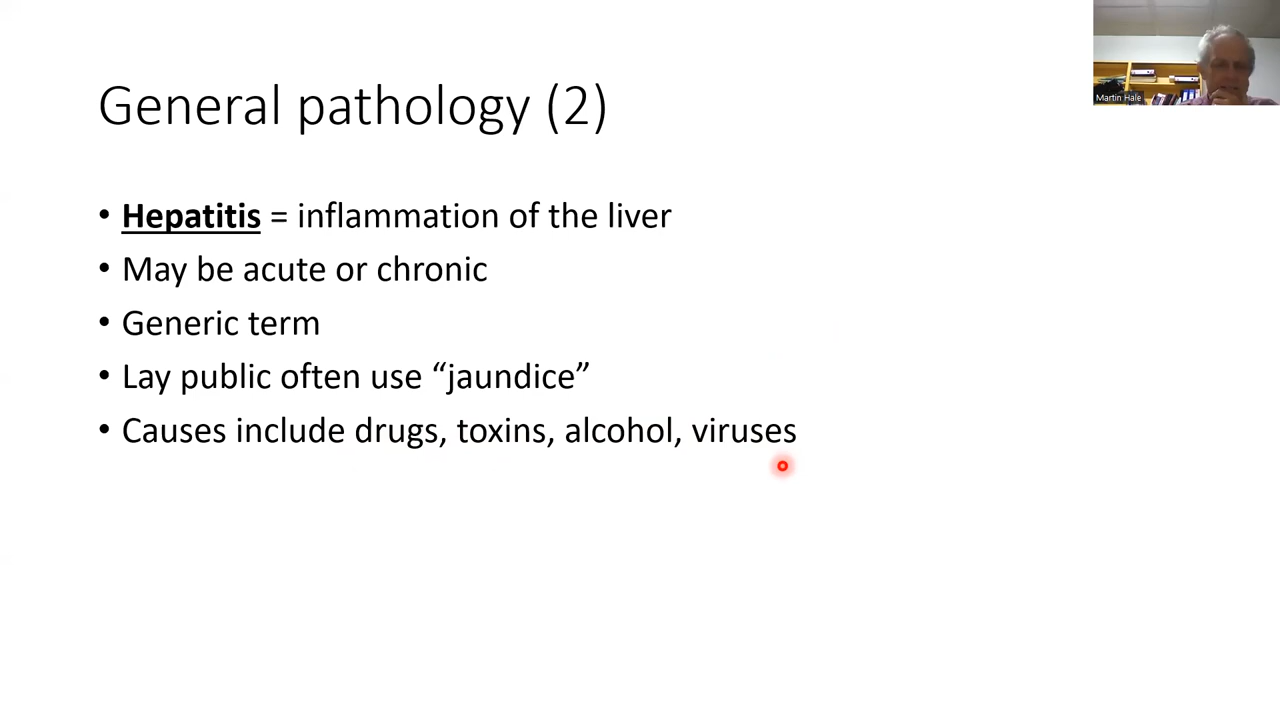 General pathology (2)
• Hepatitis = inflammation of the liver
• May be acute or chronic
• Generic term
• Lay public often use “jaundice”
• Causes include drugs, toxins, alcohol, viruses
Martin Hale